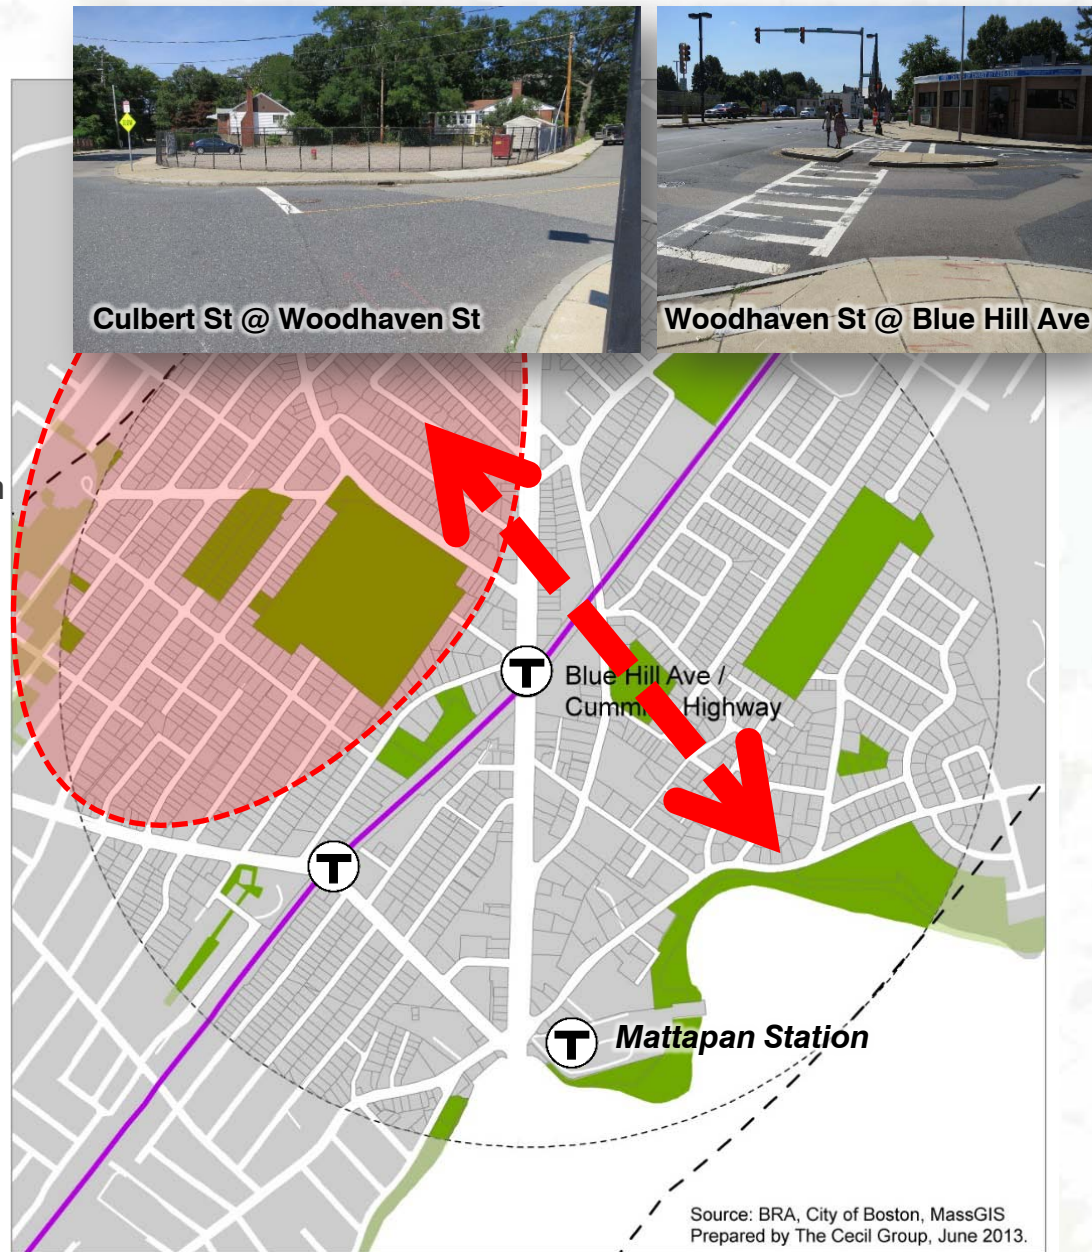 Culbert St @ Woodhaven St
Woodhaven St @ Blue Hill Ave
n
T
Blue Hill Ave /
Highway
T
T
Mattapan Station
Source: BRA, City of Boston, MassGIS
Prepared by The Cecil Group, June 2013.